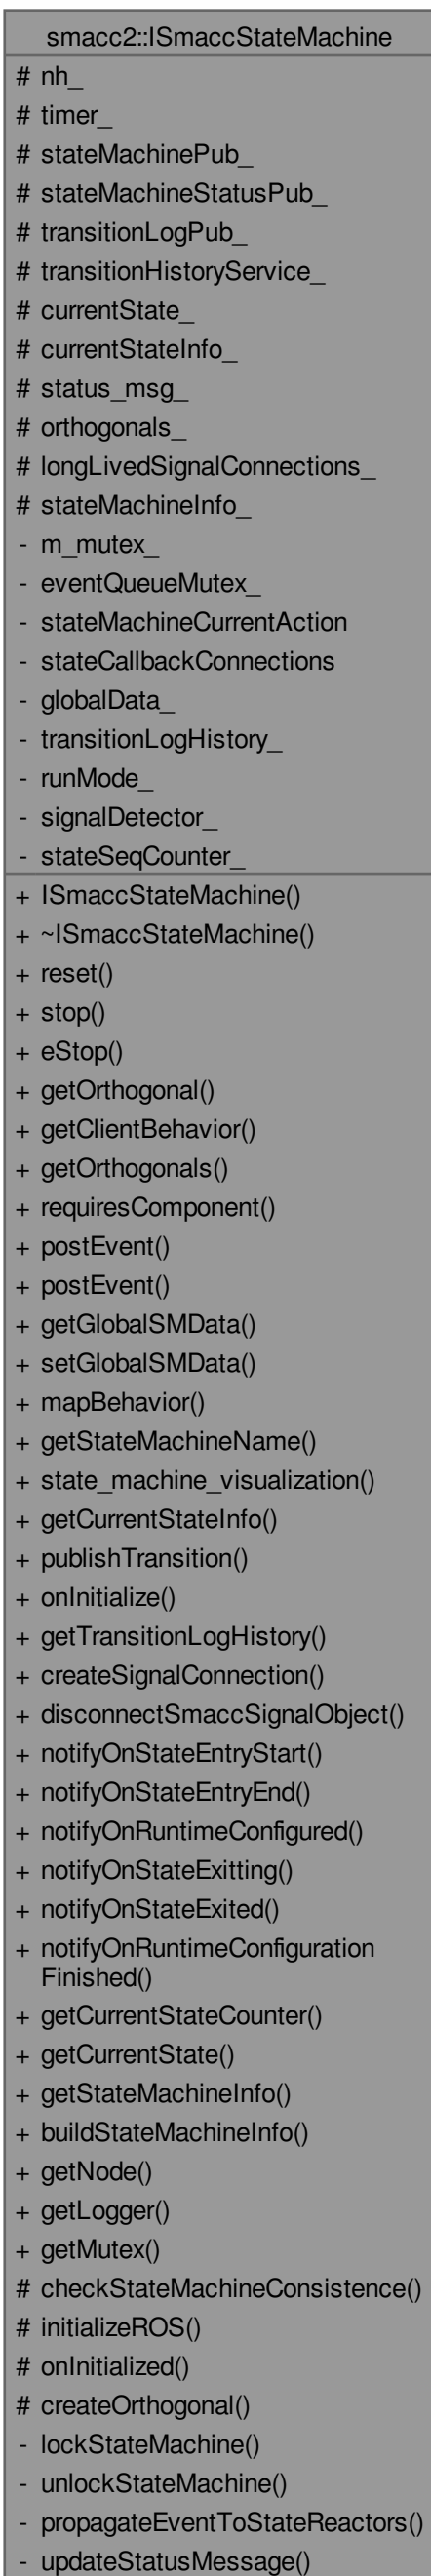 smacc2::ISmaccStateMachine
# nh_
# timer_
# stateMachinePub_
# stateMachineStatusPub_
# transitionLogPub_
# transitionHistoryService_
# currentState_
# currentStateInfo_
# status_msg_
# orthogonals_
# longLivedSignalConnections_
# stateMachineInfo_
- m_mutex_
- eventQueueMutex_
- stateMachineCurrentAction
- stateCallbackConnections
- globalData_
- transitionLogHistory_
- runMode_
- signalDetector_
- stateSeqCounter_
+ ISmaccStateMachine()
+ ~ISmaccStateMachine()
+ reset()
+ stop()
+ eStop()
+ getOrthogonal()
+ getClientBehavior()
+ getOrthogonals()
+ requiresComponent()
+ postEvent()
+ postEvent()
+ getGlobalSMData()
+ setGlobalSMData()
+ mapBehavior()
+ getStateMachineName()
+ state_machine_visualization()
+ getCurrentStateInfo()
+ publishTransition()
+ onInitialize()
+ getTransitionLogHistory()
+ createSignalConnection()
+ disconnectSmaccSignalObject()
+ notifyOnStateEntryStart()
+ notifyOnStateEntryEnd()
+ notifyOnRuntimeConfigured()
+ notifyOnStateExitting()
+ notifyOnStateExited()
+ notifyOnRuntimeConfiguration
Finished()
+ getCurrentStateCounter()
+ getCurrentState()
+ getStateMachineInfo()
+ buildStateMachineInfo()
+ getNode()
+ getLogger()
+ getMutex()
# checkStateMachineConsistence()
# initializeROS()
# onInitialized()
# createOrthogonal()
- lockStateMachine()
- unlockStateMachine()
- propagateEventToStateReactors()
- updateStatusMessage()